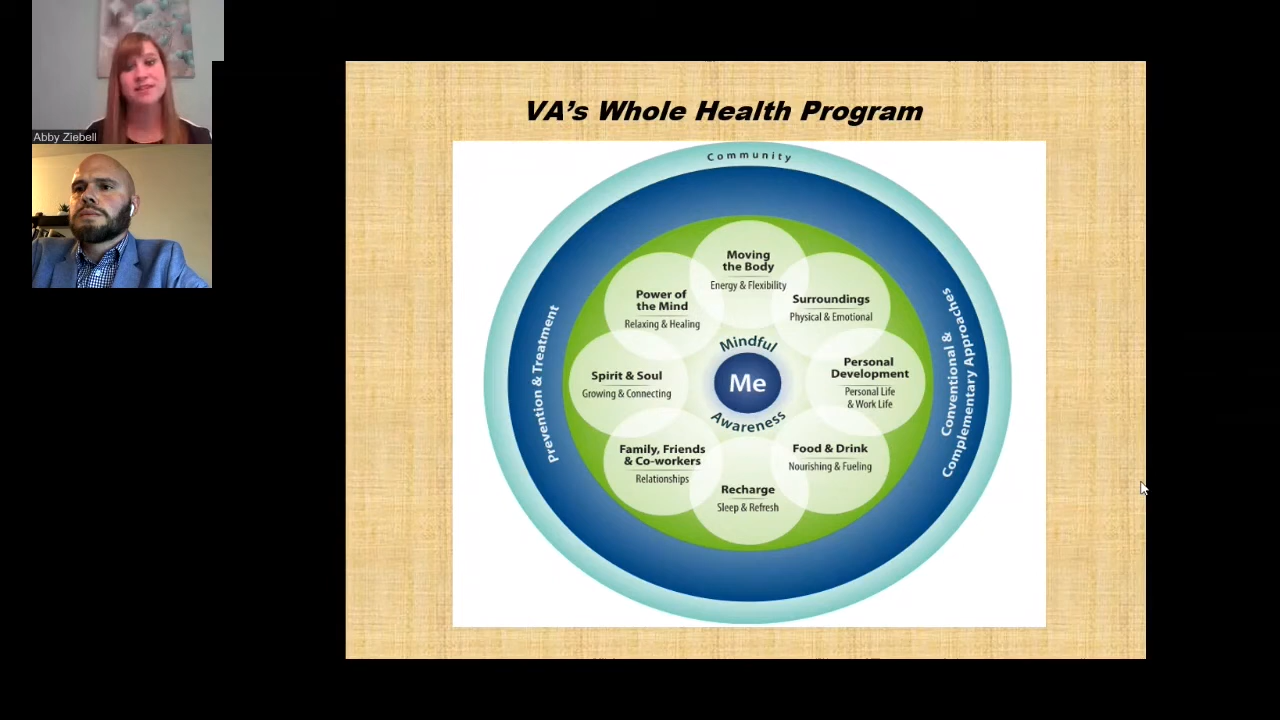 Abby Ziebell
VA's Whole Health Program
Community
Moving
the Body
Energy & Flexibility
Power of
the Mind
Relaxing & Healing
Surroundings
Physical & Emotional
Prevention & Treatment
Conventional &
Complementary Approaches
Mindful
Me
Awareness
Spirit & Soul
Growing & Connecting
Personal
Development
Personal Life
& Work Life
Family, Friends
& Co-workers
Relationships
Food & Drink
Nourishing & Fueling
Recharge
Sleep & Refresh